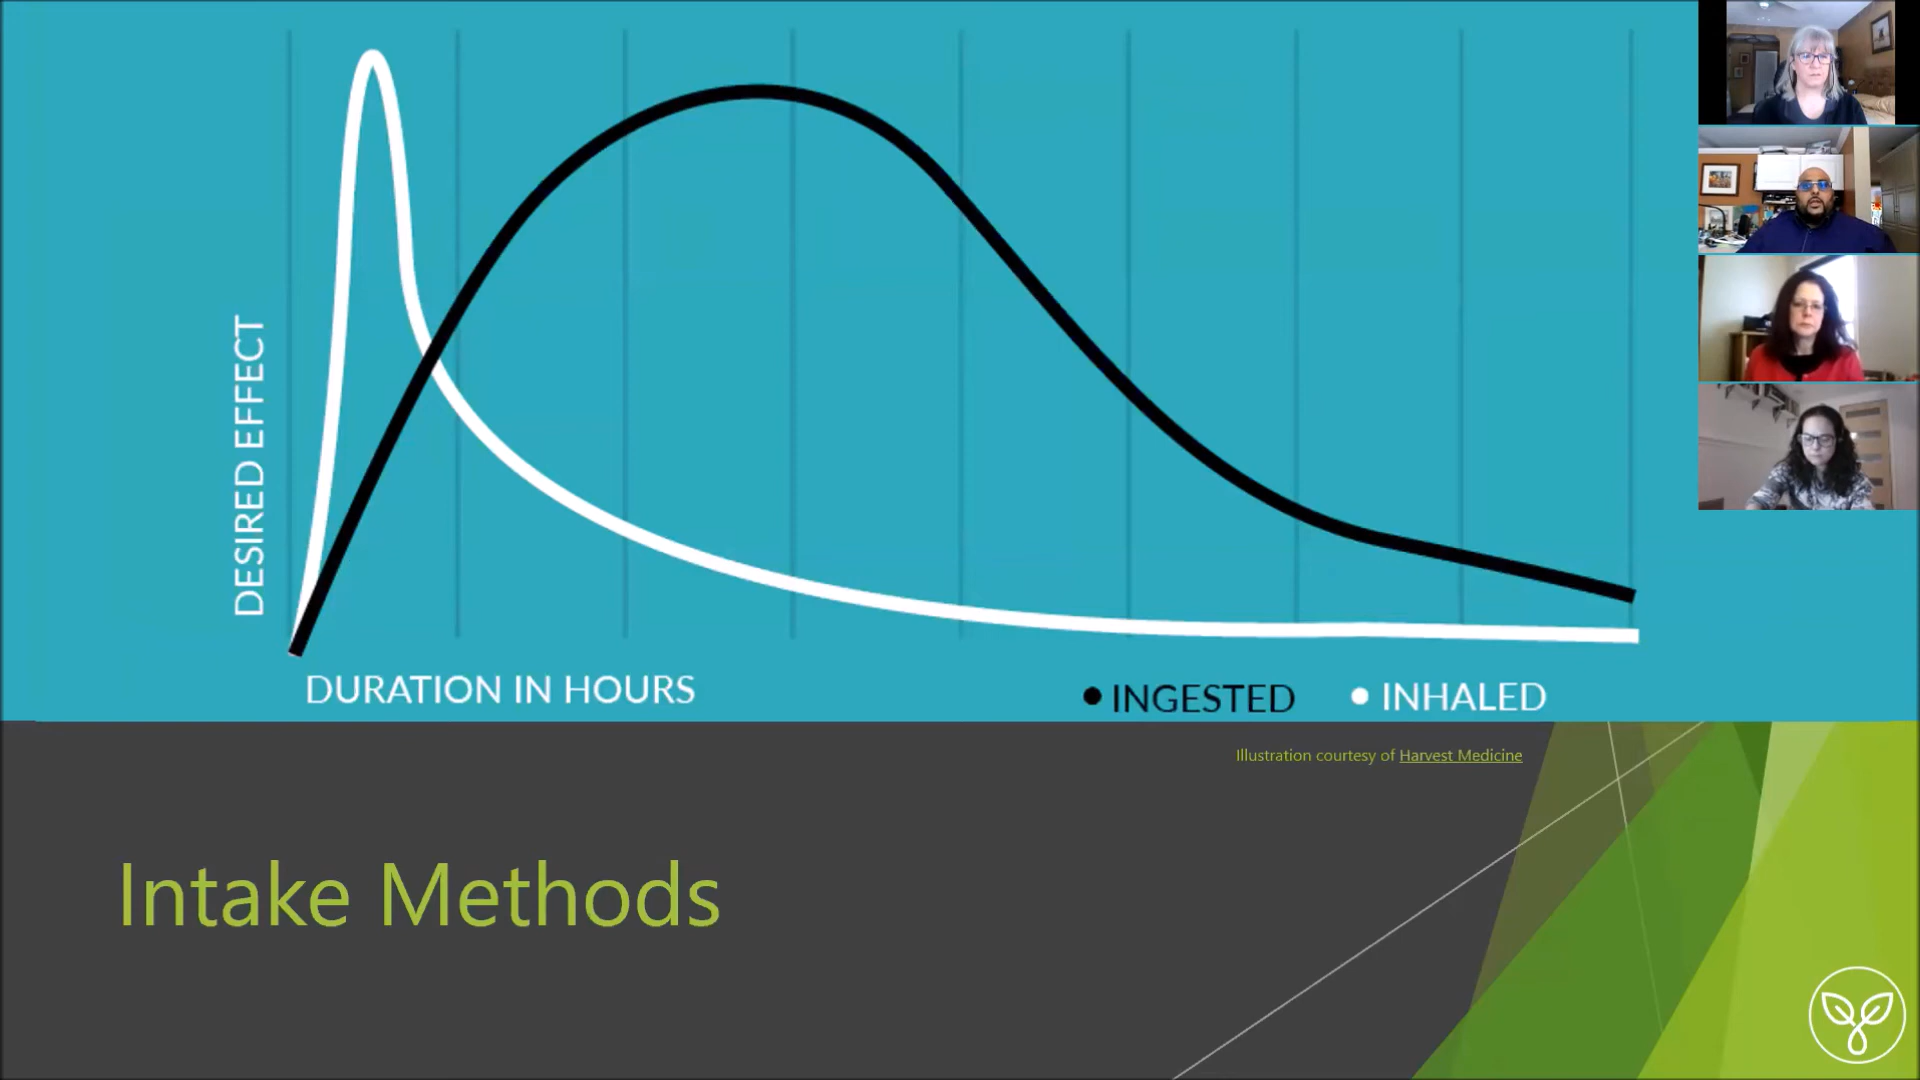 DESIRED EFFECT
DURATION IN HOURS
INGESTED
INHALED
Illustration courtesy of Harvest Medicine
Intake Methods